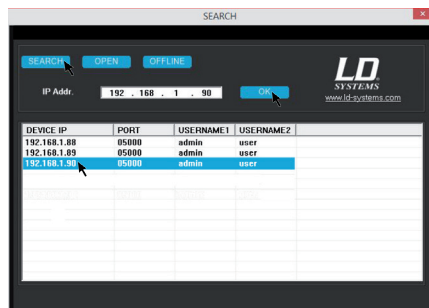 SEARCH
SEARCH OPEN OFFLINE
IP Addr. 192 . 168 . 1 . 90 OK
LD
SYSTEMS
www.ld-systems.com
DEVICE IP PORT USERNAME1 USERNAME2
192.168.1.88 05000 admin user
192.168.1.89 05000 admin user
192.168.1.90 05000 admin user